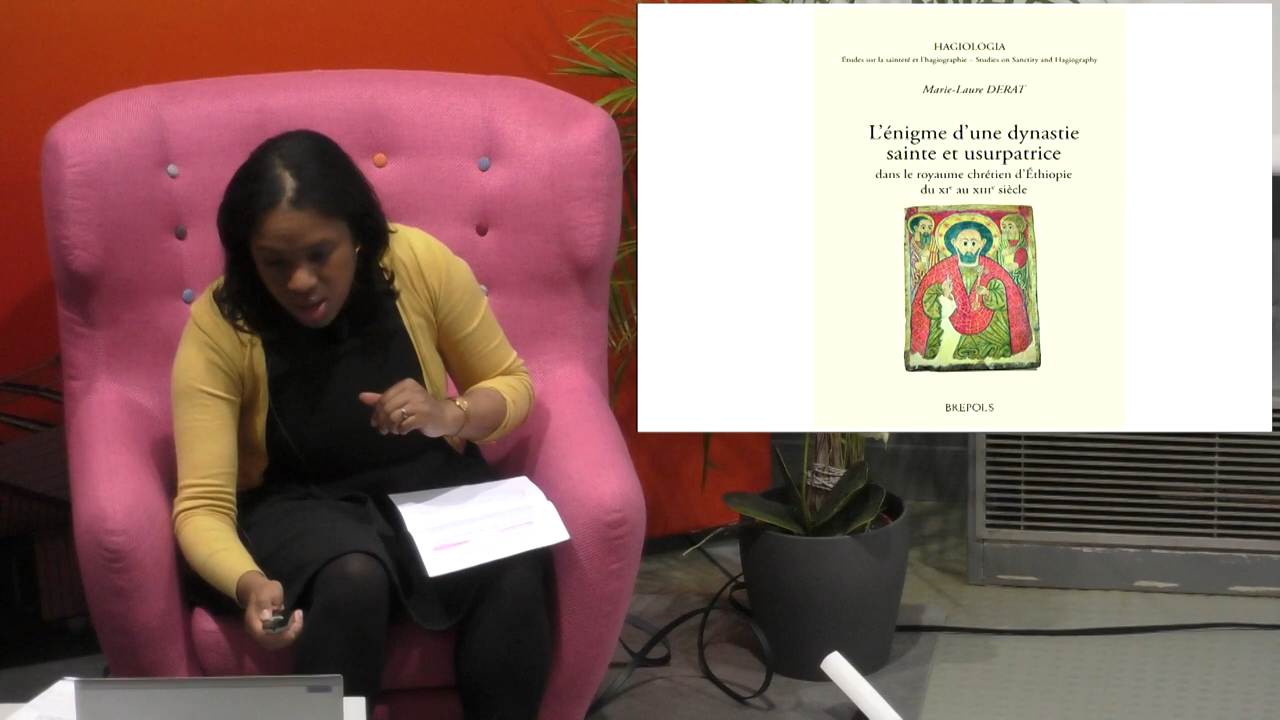 HAGIOLOGIA
Études sur la sainteté et l'hagiographie – Studies on Sanctity and Hagiography
Marie-Laure DERAT
L'énigme d'une dynastie
sainte et usurpatrice
dans le royaume chrétien d'Éthiopie
du XIe au XIIIe siècle
BREPOLS